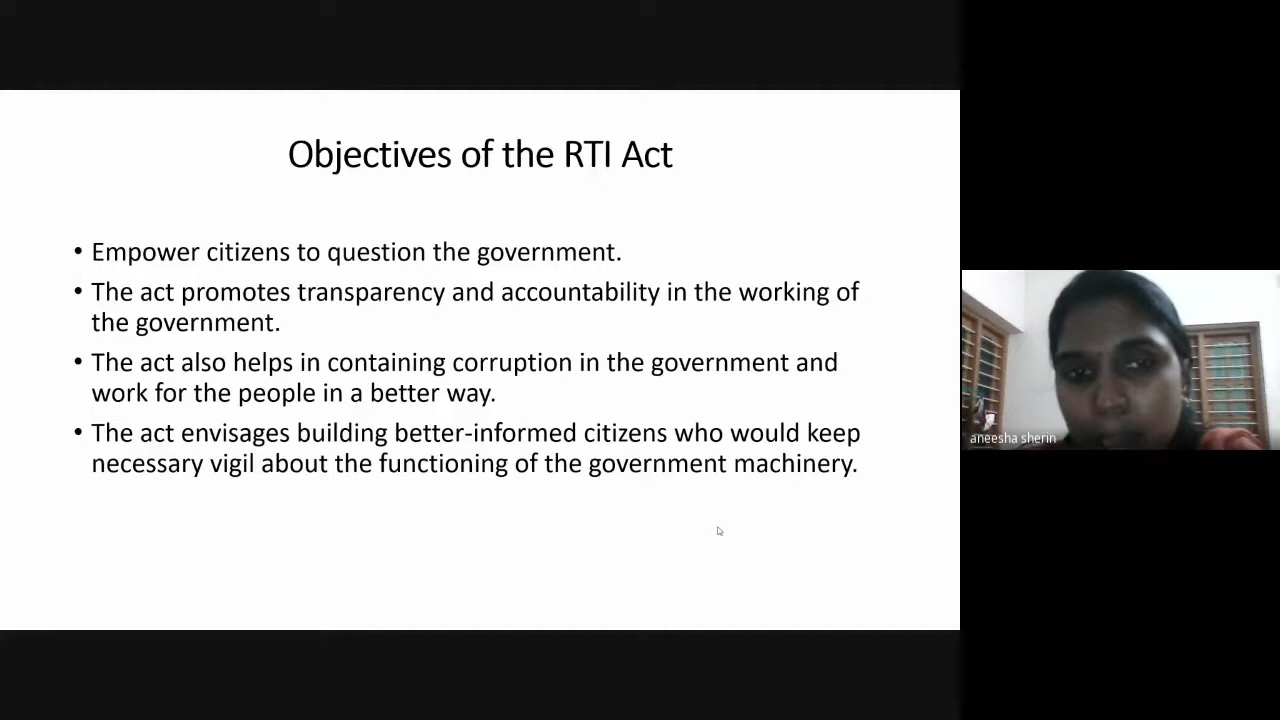 Objectives of the RTI Act
• Empower citizens to question the government.
• The act promotes transparency and accountability in the working of
the government.
• The act also helps in containing corruption in the government and
work for the people in a better way.
• The act envisages building better-informed citizens who would keep
necessary vigil about the functioning of the government machinery.
aneesha sherin